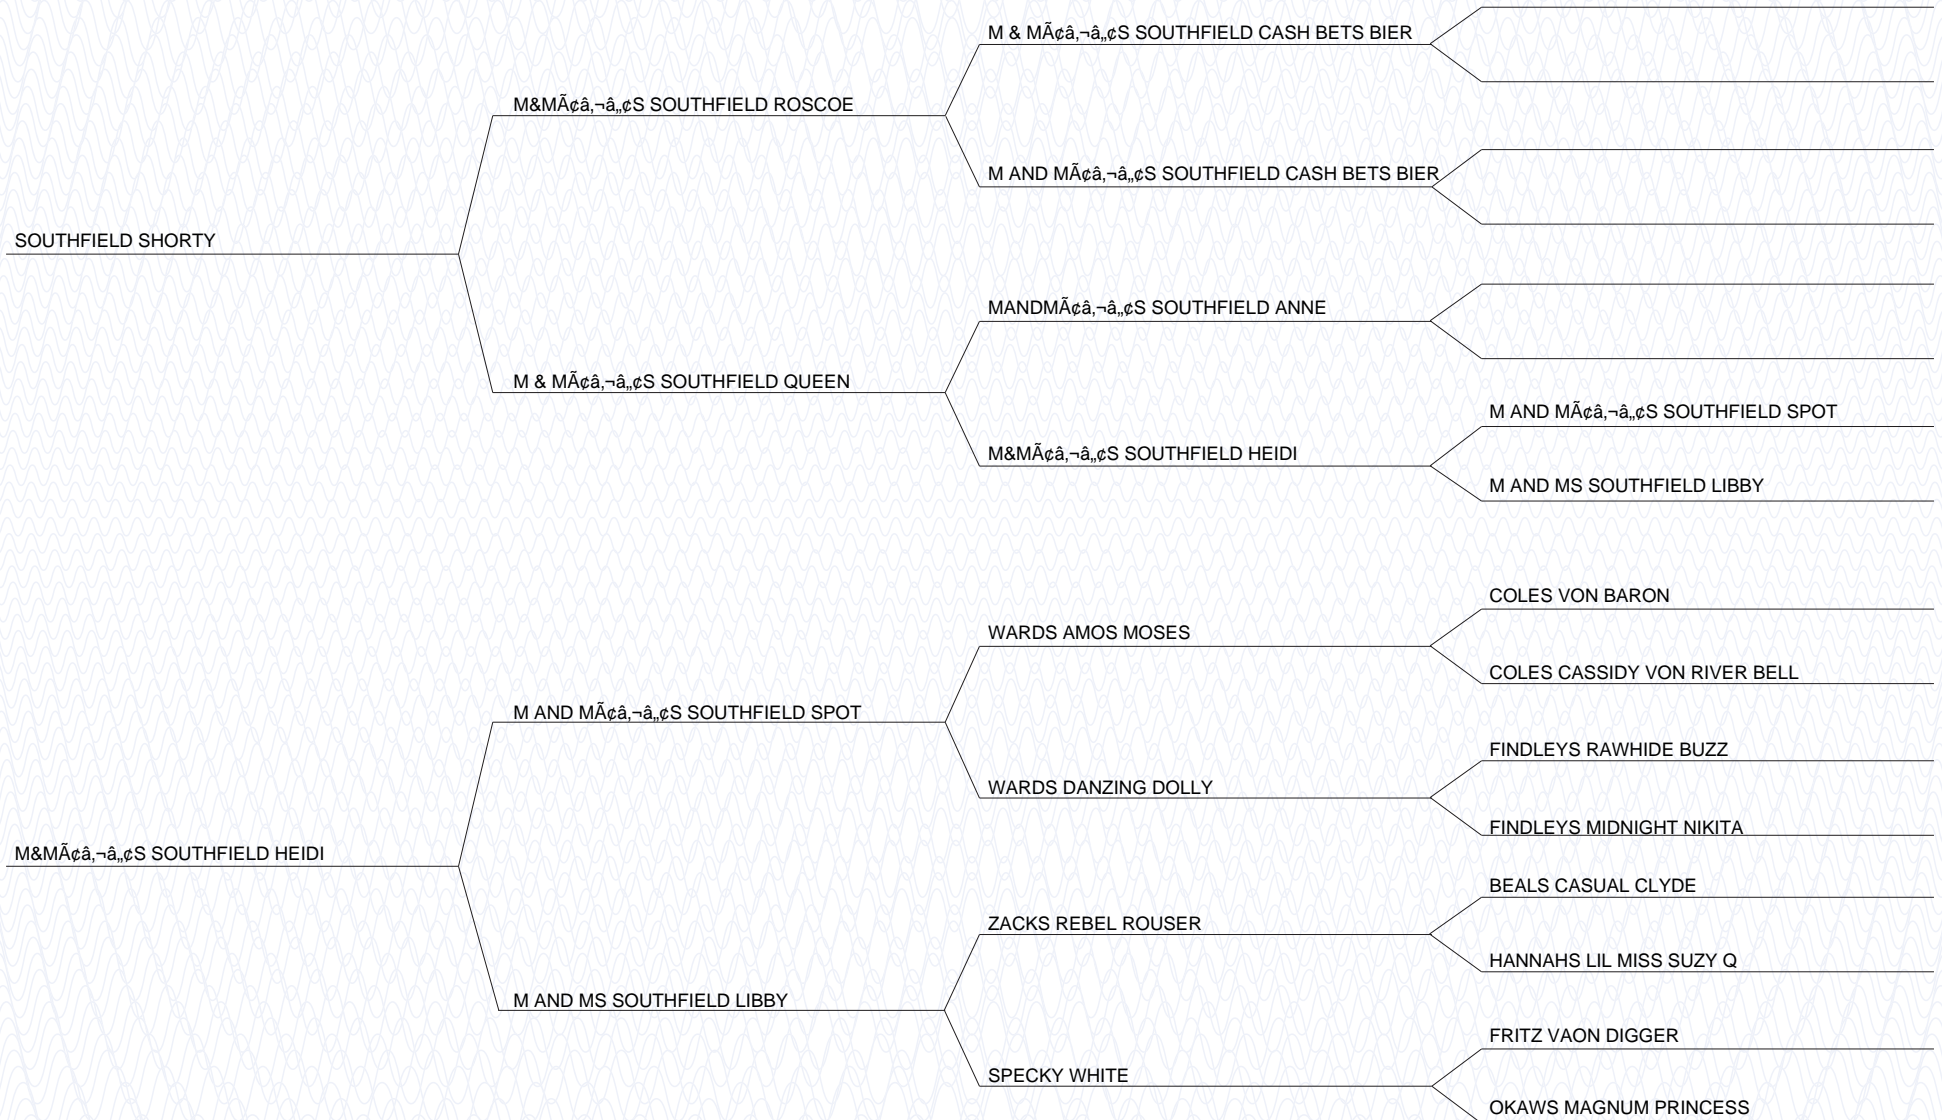 M & MÃ¢â‚¬â„¢S SOUTHFIELD CASH BETS BIER
M&MÃ¢â‚¬â„¢S SOUTHFIELD ROSCOE
M AND MÃ¢â‚¬â„¢S SOUTHFIELD CASH BETS BIER
SOUTHFIELD SHORTY
MANDMÃ¢â‚¬â„¢S SOUTHFIELD ANNE
M & MÃ¢â‚¬â„¢S SOUTHFIELD QUEEN
M AND MÃ¢â‚¬â„¢S SOUTHFIELD SPOT
M&MÃ¢â‚¬â„¢S SOUTHFIELD HEIDI
M AND MS SOUTHFIELD LIBBY
COLES VON BARON
WARDS AMOS MOSES
COLES CASSIDY VON RIVER BELL
M AND MÃ¢â‚¬â„¢S SOUTHFIELD SPOT
FINDLEYS RAWHIDE BUZZ
WARDS DANZING DOLLY
FINDLEYS MIDNIGHT NIKITA
M&MÃ¢â‚¬â„¢S SOUTHFIELD HEIDI
BEALS CASUAL CLYDE
ZACKS REBEL ROUSER
HANNAHS LIL MISS SUZY Q
M AND MS SOUTHFIELD LIBBY
FRITZ VAON DIGGER
SPECKY WHITE
OKAWS MAGNUM PRINCESS